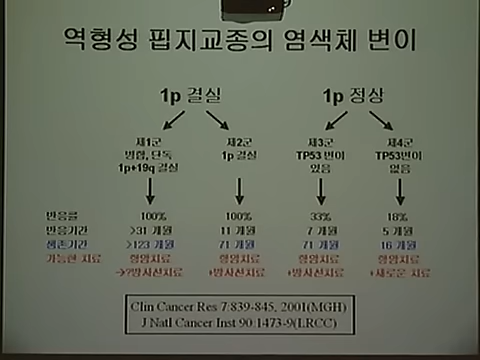 역형성 핍지교종의 염색체 변이
1p 결실 1p 정상
제1군 제2군 제3군 제4군
병합, 단독 1p 결실 TP53 변이 TP53변이
1p+19q 결실 있음 없음
반응률 100% 100% 33% 18%
반응기간 >31 개월 11 개월 7 개월 5 개월
생존기간 >123 개월 71 개월 71 개월 16 개월
가능한 치료 항암치료 항암치료 항암치료 항암치료
→?방사선치료 +방사선치료 +방사선치료 +새로운 치료
Clin Cancer Res 7:839-845, 2001(MGH)
J Natl Cancer Inst 90:1473-9(LRCC)